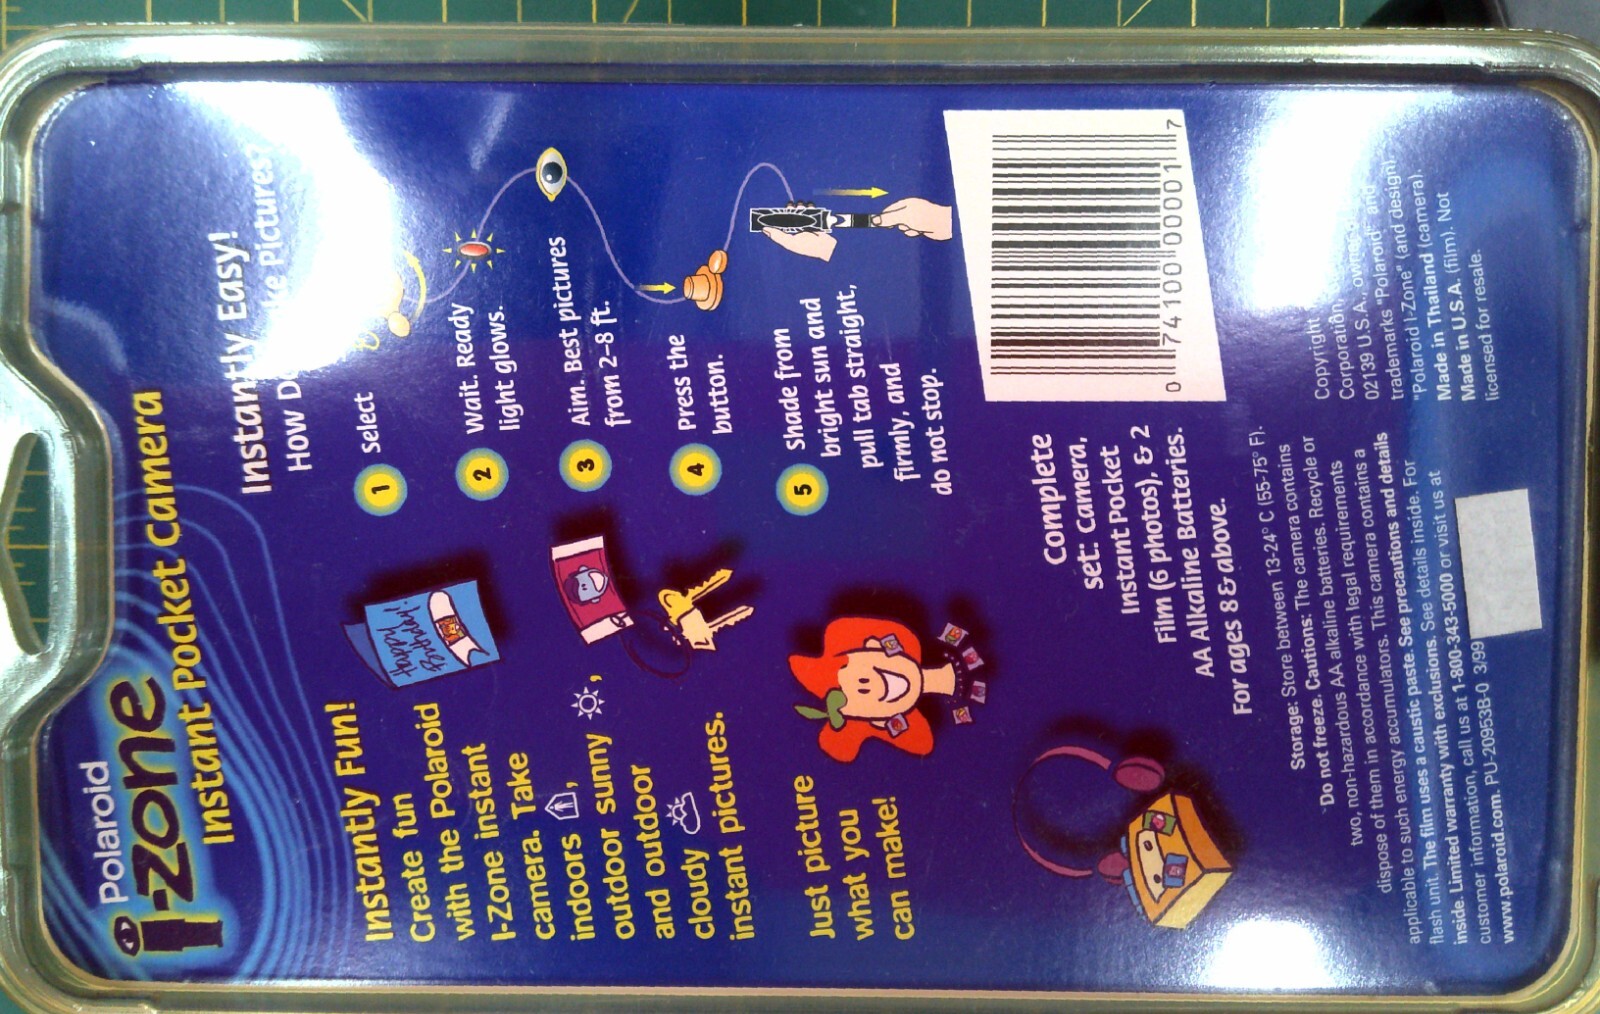 Polaroid
i-zone
Instant Pocket Camera
Instantly Fun!
Create fun
with the Polaroid
I-Zone instant
camera. Take
indoors ,
outdoor sunny ,
and outdoor
cloudy
instant pictures.
Happy
Birthday!
Just picture
what you
can make!
Instantly Easy!
How D ke Pictures?
1 Select
2 Wait. Ready
light glows.
3 Aim. Best pictures
from 2–8 ft.
4 Press the
button.
5 Shade from
bright sun and
pull tab straight,
firmly, and
do not stop.
Complete
set: Camera,
Instant Pocket
Film (6 photos), & 2
AA Alkaline Batteries.
For ages 8 & above.
0 74100 00001 7
Storage: Store between 13-24° C (55-75° F).
Do not freeze. Cautions: The camera contains
two, non-hazardous AA alkaline batteries. Recycle or
dispose of them in accordance with legal requirements
applicable to such energy accumulators. This camera contains a
flash unit. The film uses a caustic paste. See precautions and details
inside. Limited warranty with exclusions. See details inside. For
customer information, call us at 1-800-343-5000 or visit us at
www.polaroid.com. PU-20953B-0 3/99
Copyright
Corporation,
02139 U.S.A., owner of
trademarks "Polaroid" and
"Polaroid I-Zone" (and design).
Made in Thailand (camera).
Made in U.S.A. (film). Not
licensed for resale.